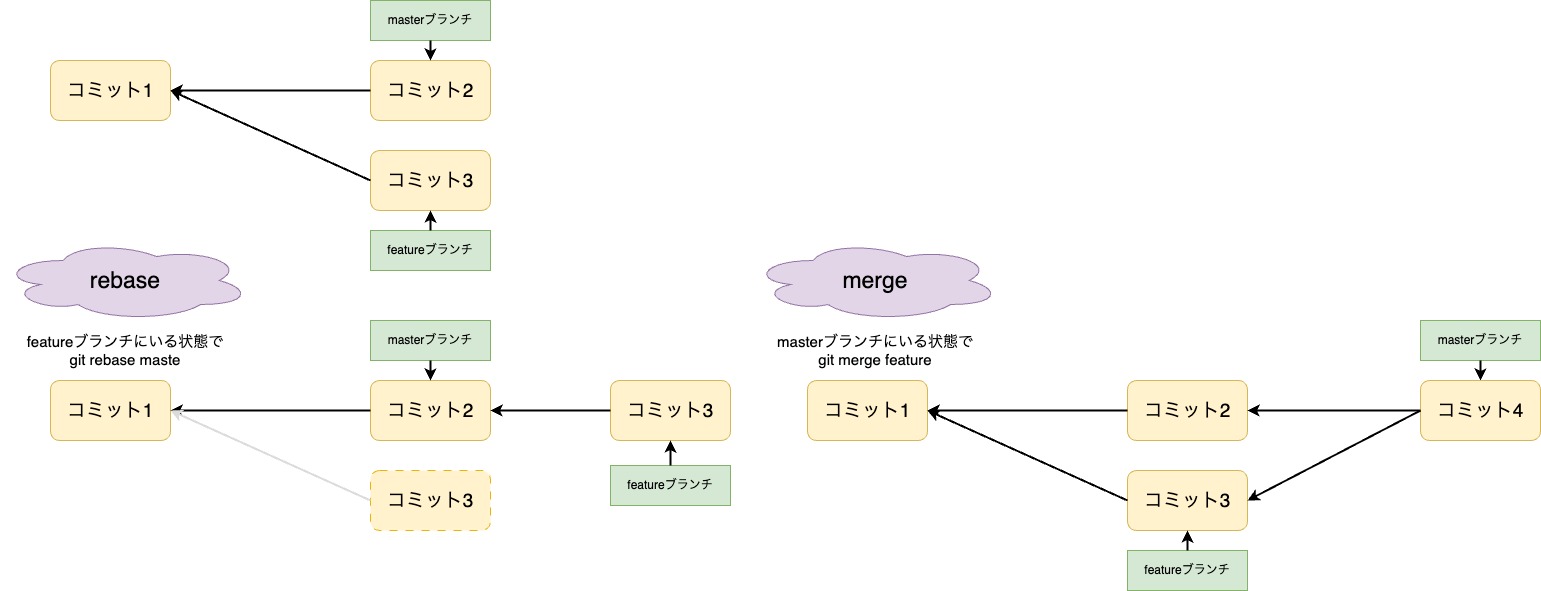 masterブランチ
コミット1
コミット2
コミット3
featureブランチ
rebase
featureブランチにいる状態で
git rebase maste
masterブランチ
コミット1
コミット2
コミット3
コミット3
featureブランチ
merge
masterブランチにいる状態で
git merge feature
masterブランチ
コミット1
コミット2
コミット4
コミット3
featureブランチ